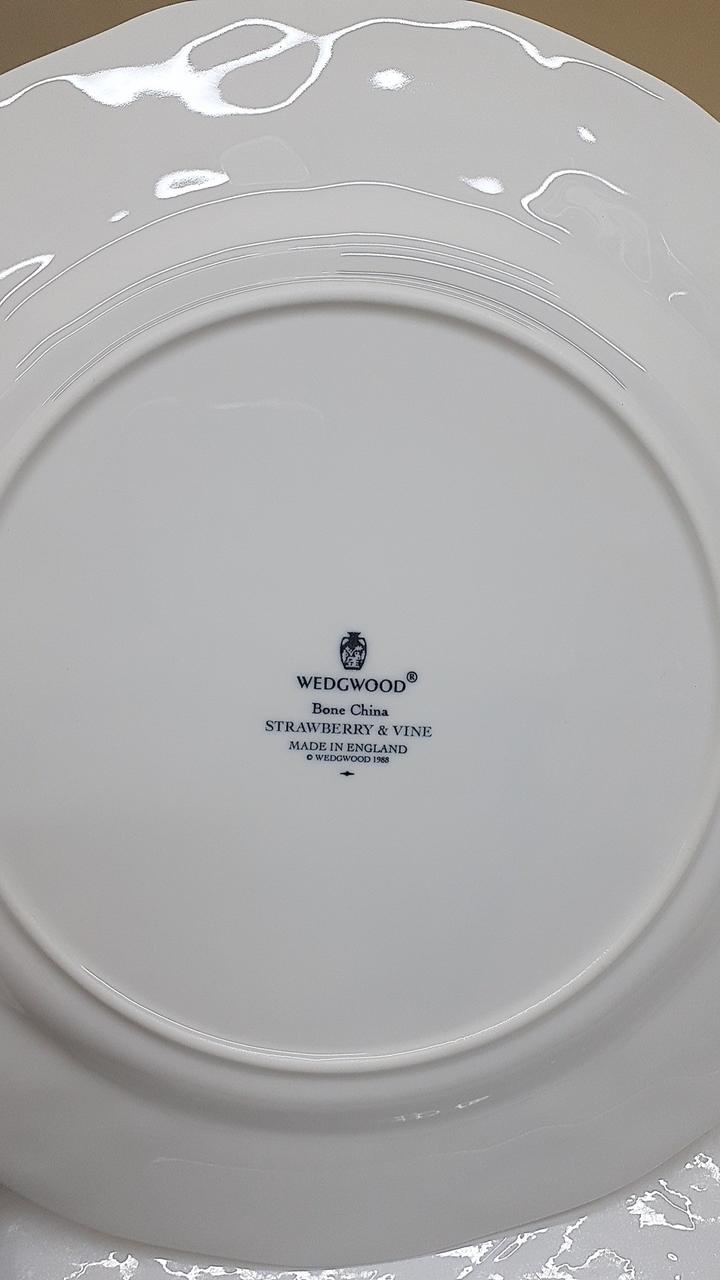 WEDGWOOD®
Bone China
STRAWBERRY & VINE
MADE IN ENGLAND
© WEDGWOOD 1988